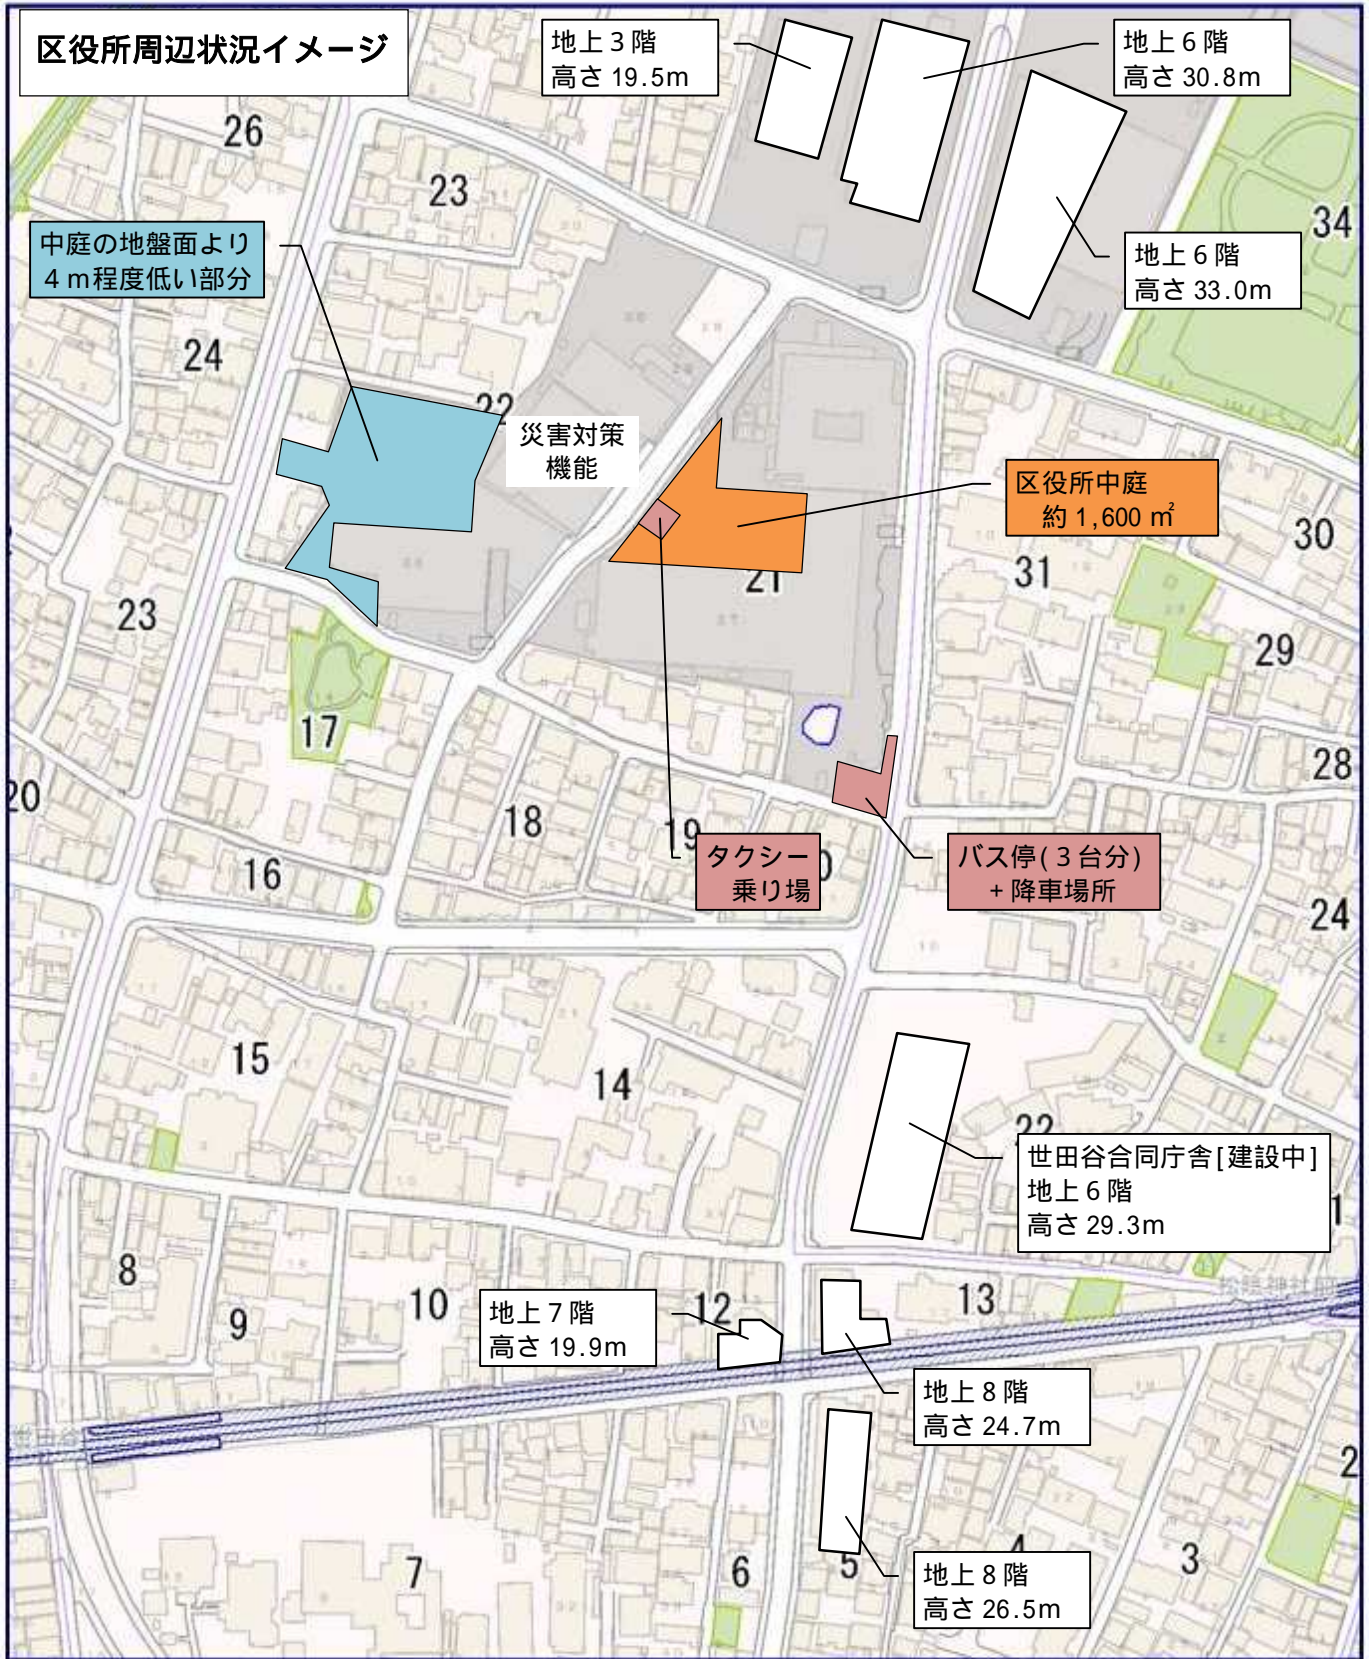 区役所周辺状況イメージ
地上３階
高さ 19.5m
地上６階
高さ 30.8m
26
23
34
中庭の地盤面より
４ｍ程度低い部分
地上６階
高さ 33.0m
24
22
災害対策
機能
区役所中庭
約 1,600 ㎡
30
31
21
23
29
17
28
20
18
19
タクシー
乗り場
バス停(３台分)
+ 降車場所
16
24
15
14
22
世田谷合同庁舎[建設中]
地上６階
高さ 29.3m
1
8
9
10
12
13
地上７階
高さ 19.9m
地上８階
高さ 24.7m
世田谷
2
7
6
5
4
3
地上８階
高さ 26.5m